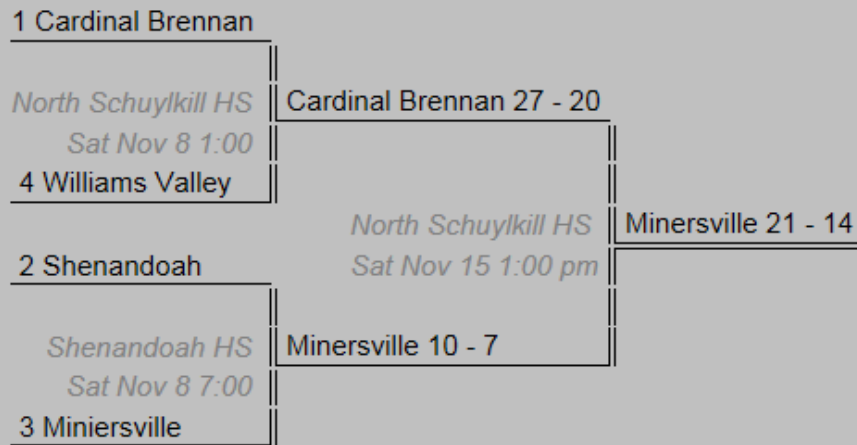 1 Cardinal Brennan
North Schuylkill HS
Cardinal Brennan 27 - 20
Sat Nov 8 1:00
4 Williams Valley
North Schuylkill HS
Minersville 21 - 14
2 Shenandoah
Sat Nov 15 1:00 pm
Shenandoah HS
Minersville 10 - 7
Sat Nov 8 7:00
3 Miniersville